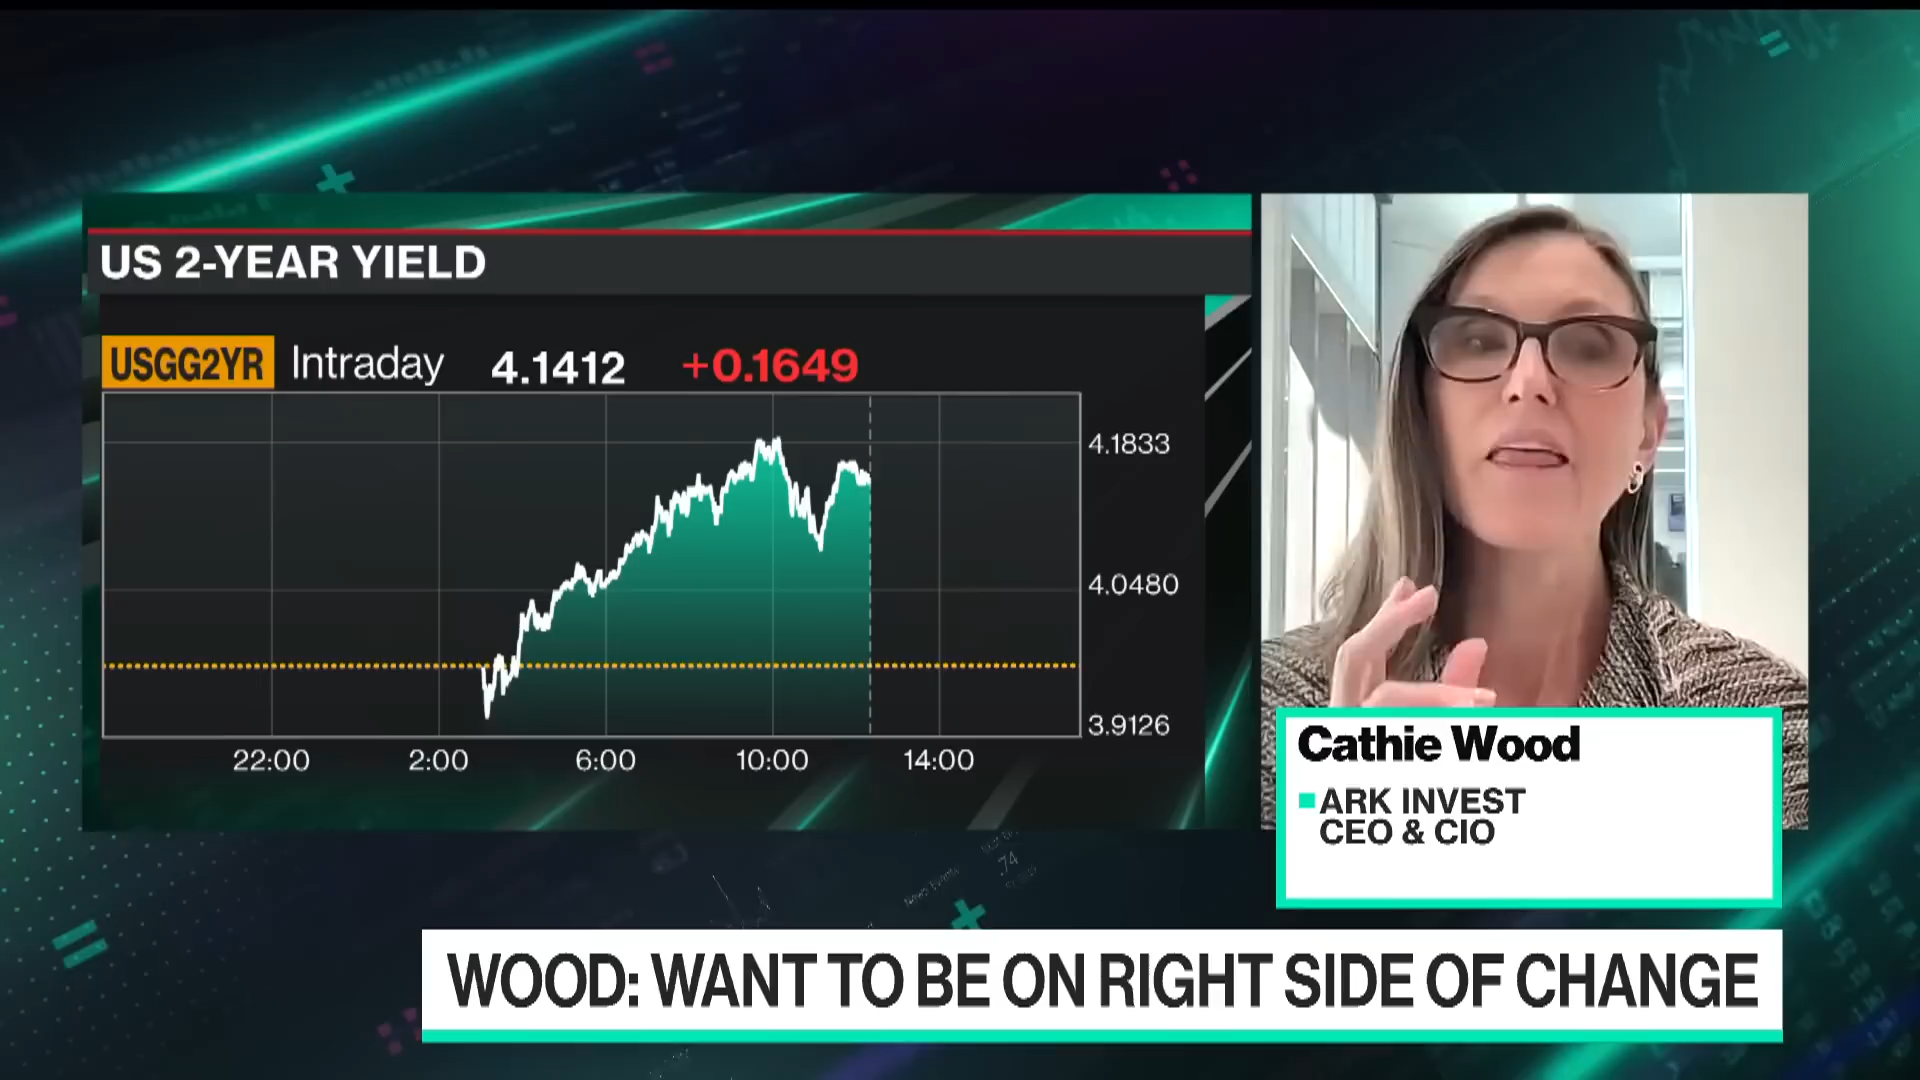 US 2-YEAR YIELD
USGG2YR Intraday 4.1412 +0.1649
4.1833
4.0480
3.9126
22:00 2:00 6:00 10:00 14:00
Cathie Wood
ARK INVEST
CEO & CIO
74
WOOD: WANT TO BE ON RIGHT SIDE OF CHANGE